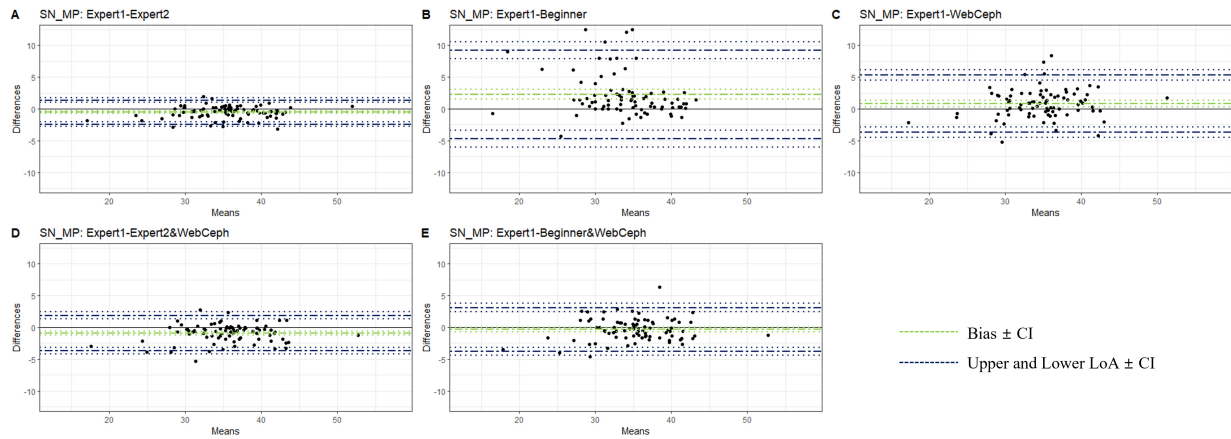 A SN_MP: Expert1-Expert2
Differences
10
5
0
-5
-10
20 30 40 50
Means
B SN_MP: Expert1-Beginner
Differences
10
5
0
-5
-10
20 30 40 50
Means
C SN_MP: Expert1-WebCeph
Differences
10
5
0
-5
-10
20 30 40 50
Means
D SN_MP: Expert1-Expert2&WebCeph
Differences
10
5
0
-5
-10
20 30 40 50
Means
E SN_MP: Expert1-Beginner&WebCeph
Differences
10
5
0
-5
-10
20 30 40 50
Means
Bias ± CI
Upper and Lower LoA ± CI